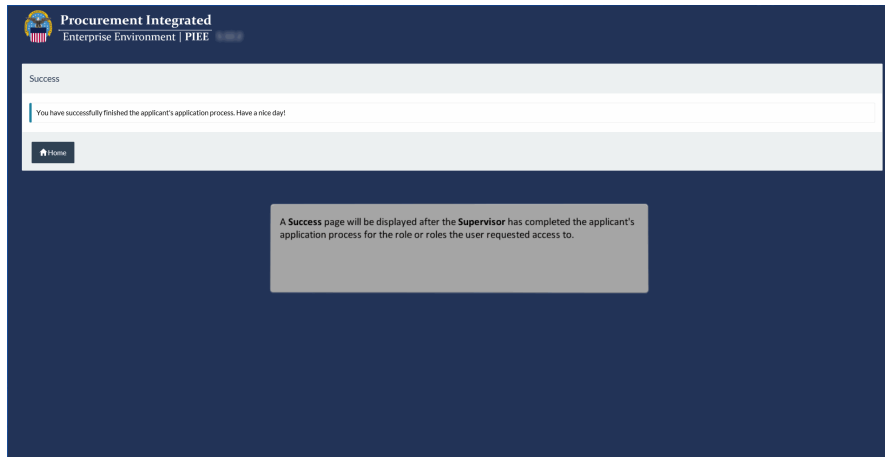 Procurement Integrated
Enterprise Environment | PIEE
Success
You have successfully finished the applicant's application process. Have a nice day!
Home
A Success page will be displayed after the Supervisor has completed the applicant's
application process for the role or roles the user requested access to.